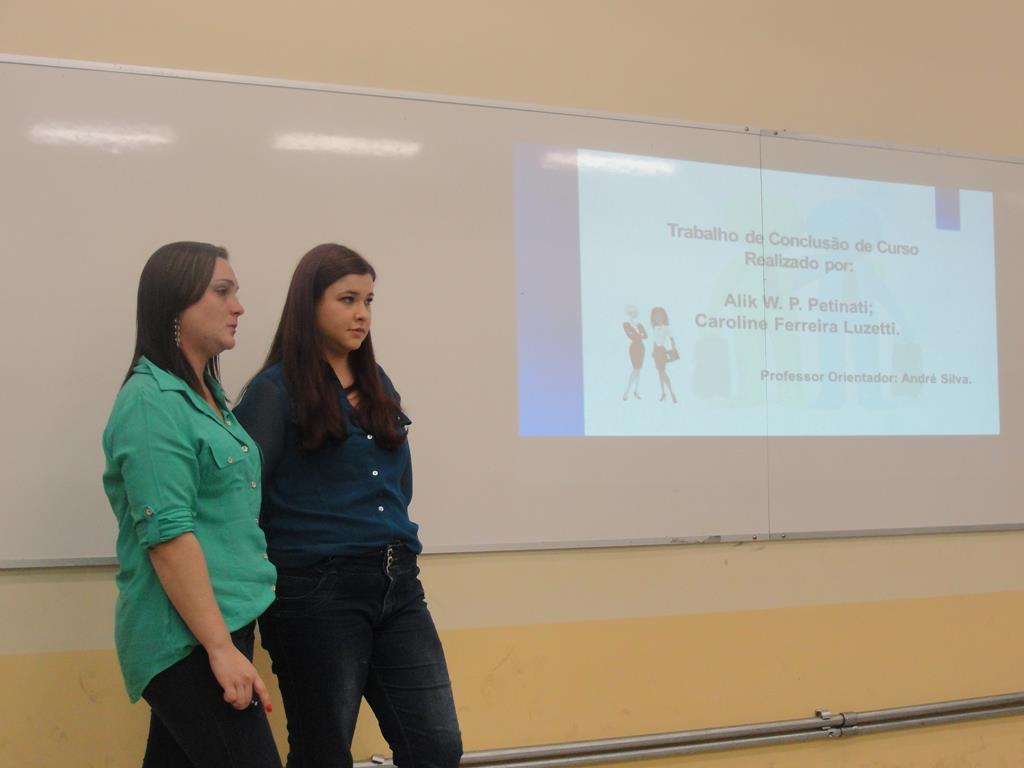 Trabalho de Conclusão de Curso
Realizado por:
Alik W. P. Petinati;
Caroline Ferreira Luzetti.
Professor Orientador: André Silva.